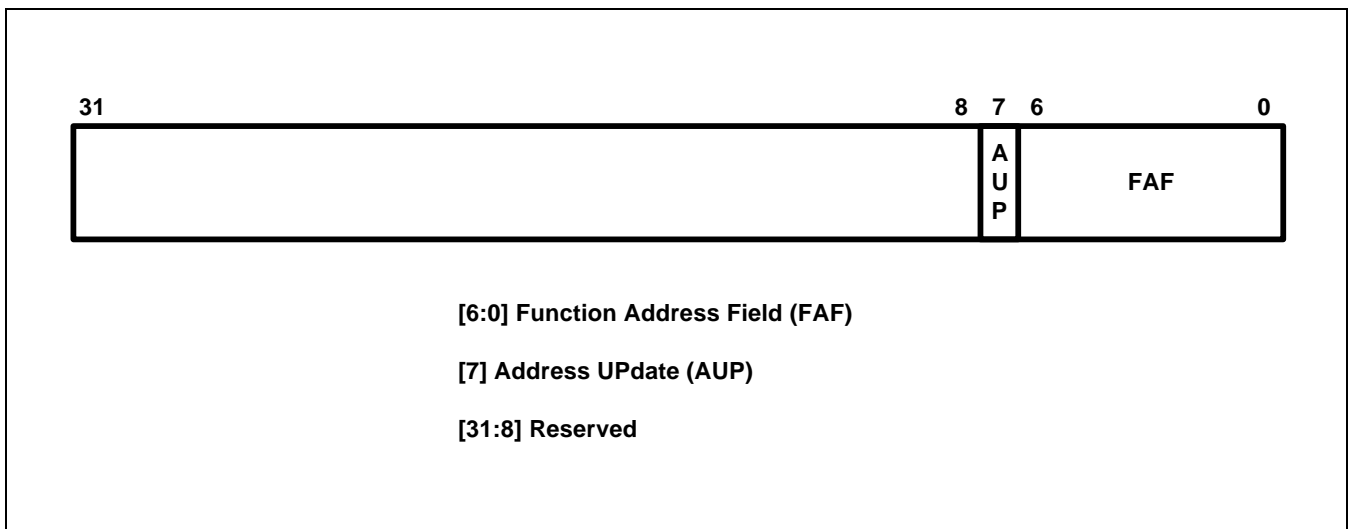 31 8 7 6 0
A
U
P
FAF
[6:0] Function Address Field (FAF)
[7] Address UPdate (AUP)
[31:8] Reserved